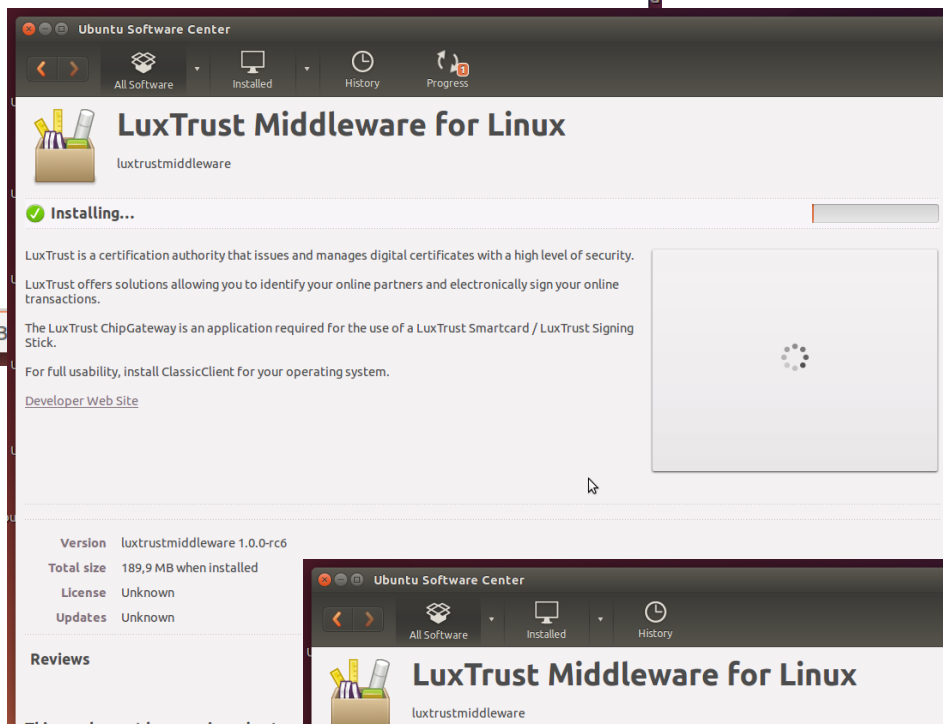 Ubuntu Software Center
All Software
Installed
History
Progress
1
LuxTrust Middleware for Linux
luxtrustmiddleware
Installing...
LuxTrust is a certification authority that issues and manages digital certificates with a high level of security.
LuxTrust offers solutions allowing you to identify your online partners and electronically sign your online
transactions.
The LuxTrust ChipGateway is an application required for the use of a LuxTrust Smartcard / LuxTrust Signing
Stick.
For full usability, install ClassicClient for your operating system.
Developer Web Site
Version luxtrustmiddleware 1.0.0-rc6
Total size 189,9 MB when installed
License Unknown
Updates Unknown
Reviews
Ubuntu Software Center
All Software
Installed
History
LuxTrust Middleware for Linux
luxtrustmiddleware